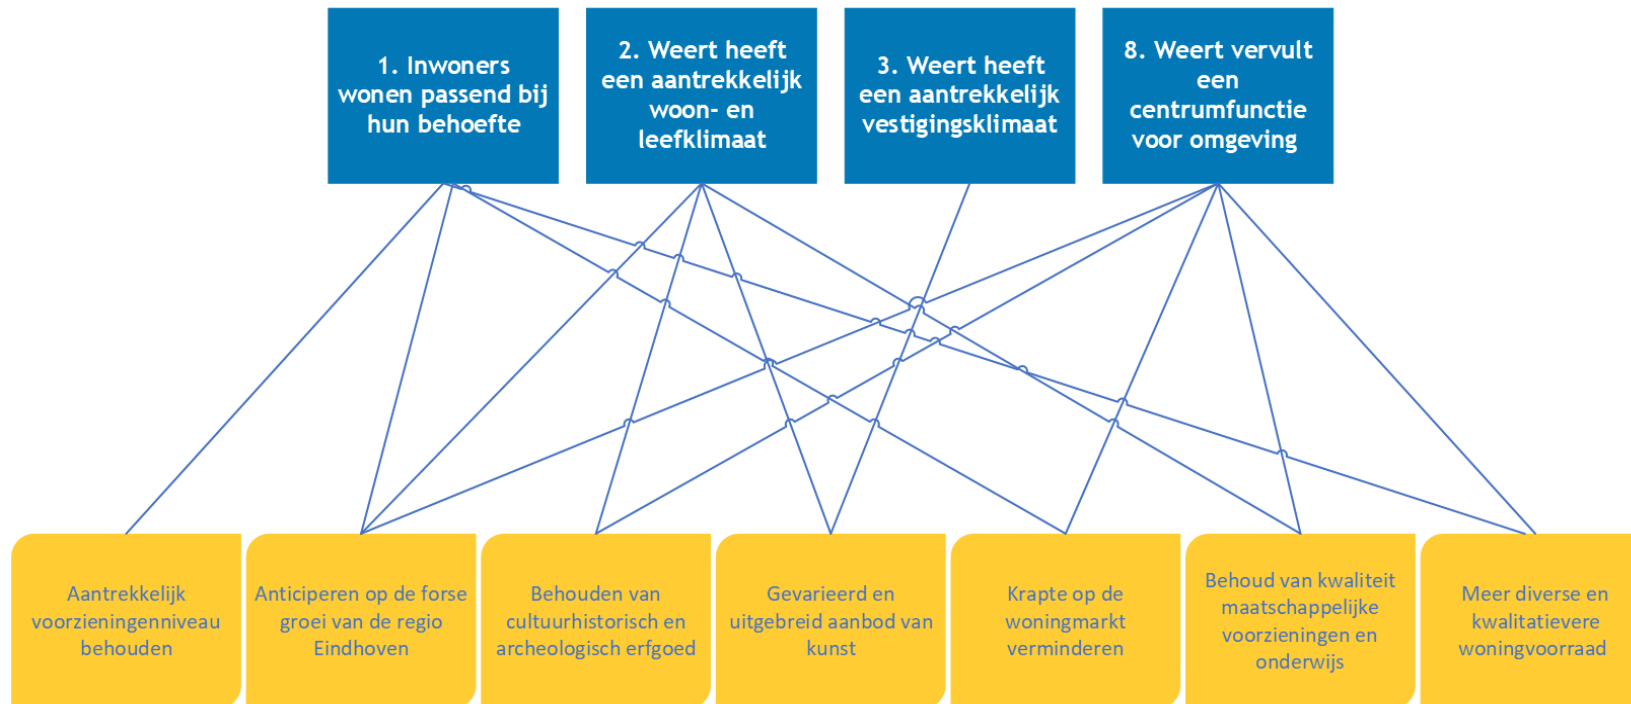 1. Inwoners
wonen passend bij
hun behoefte
2. Weert heeft
een aantrekkelijk
woon- en
leefklimaat
3. Weert heeft
een aantrekkelijk
vestigingsklimaat
8. Weert vervult
een
centrumfunctie
voor omgeving
Aantrekkelijk
voorzieningenniveau
behouden
Anticiperen op de forse
groei van de regio
Eindhoven
Behouden van
cultuurhistorisch en
archeologisch erfgoed
Gevarieerd en
uitgebreid aanbod van
kunst
Krapte op de
woningmarkt
verminderen
Behoud van kwaliteit
maatschappelijke
voorzieningen en
onderwijs
Meer diverse en
kwalitatievere
woningvoorraad